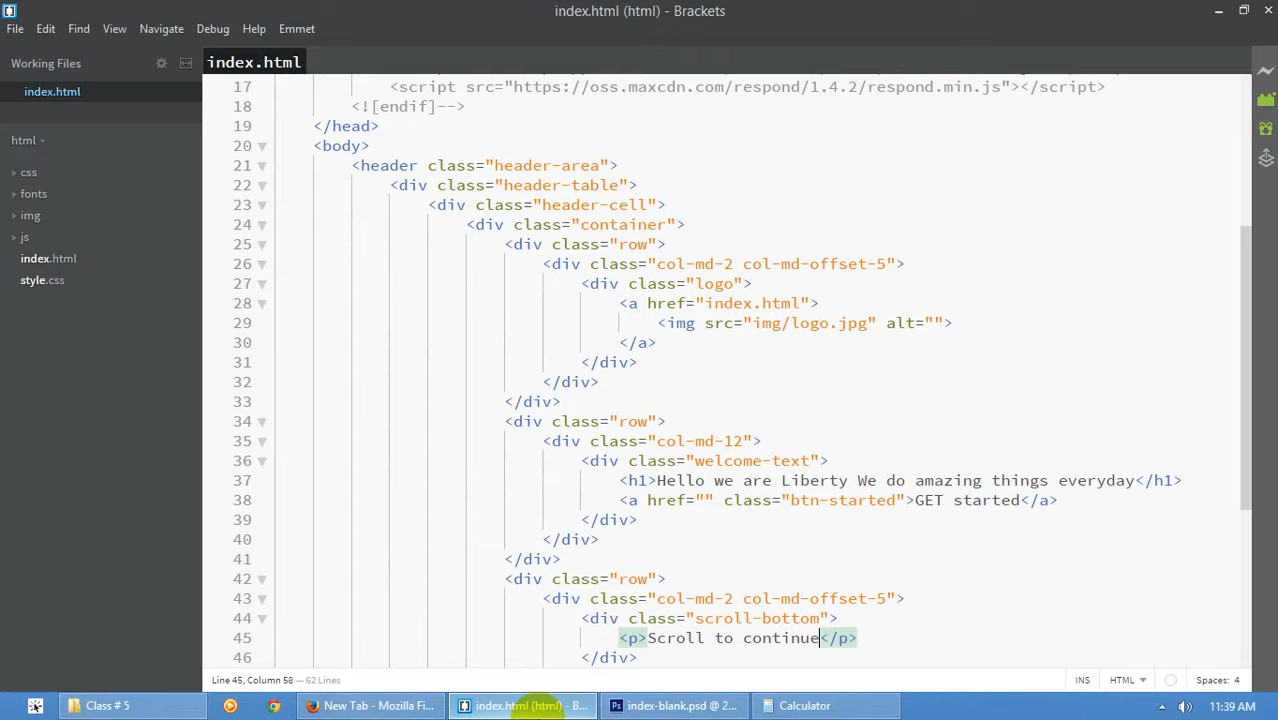 index.html (html) - Brackets
File Edit Find View Navigate Debug Help Emmet
Working Files
index.html
html
css
fonts
img
js
index.html
style.css
index.html
17 <script src="https://oss.maxcdn.com/respond/1.4.2/respond.min.js"></script>
18 <![endif]-->
19 </head>
20 <body>
21 <header class="header-area">
22 <div class="header-table">
23 <div class="header-cell">
24 <div class="container">
25 <div class="row">
26 <div class="col-md-2 col-md-offset-5">
27 <div class="logo">
28 <a href="index.html">
29 <img src="img/logo.jpg" alt="">
30 </a>
31 </div>
32 </div>
33 </div>
34 <div class="row">
35 <div class="col-md-12">
36 <div class="welcome-text">
37 <h1>Hello we are Liberty We do amazing things everyday</h1>
38 <a href="" class="btn-started">GET started</a>
39 </div>
40 </div>
41 </div>
42 <div class="row">
43 <div class="col-md-2 col-md-offset-5">
44 <div class="scroll-bottom">
45 <p>Scroll to continue</p>
46 </div>
Line 45, Column 58 — 62 Lines
INS HTML Spaces: 4
Class # 5
New Tab - Mozilla Fi...
index.html (html) - B...
Ps index-blank.psd @ 2...
Calculator
11:39 AM